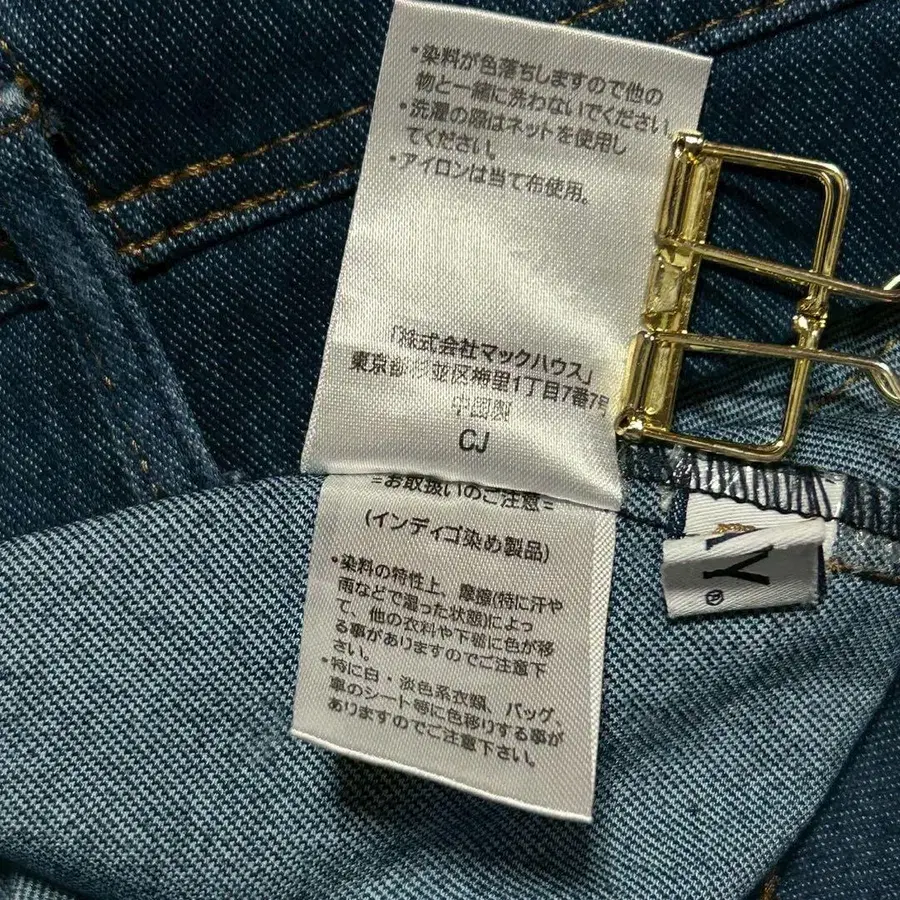 ・染料が色落ちしますので他の
物と一緒に洗わないでください。
・洗濯の際はネットを使用し
てください。
・アイロンは当て布使用。
「株式会社マックハウス」
東京都杉並区梅里1丁目7番7号
中国製
CJ
=お取扱いのご注意=
(インディゴ染め製品)
・染料の特性上、摩擦(特に汗や
雨などで湿った状態)によっ
て、他の衣料や下着に色が移
る事がありますのでご注意下
さい。
・特に白・淡色系衣類、バッグ、
車のシート等に色移りする事が
ありますのでご注意下さい。
Y®